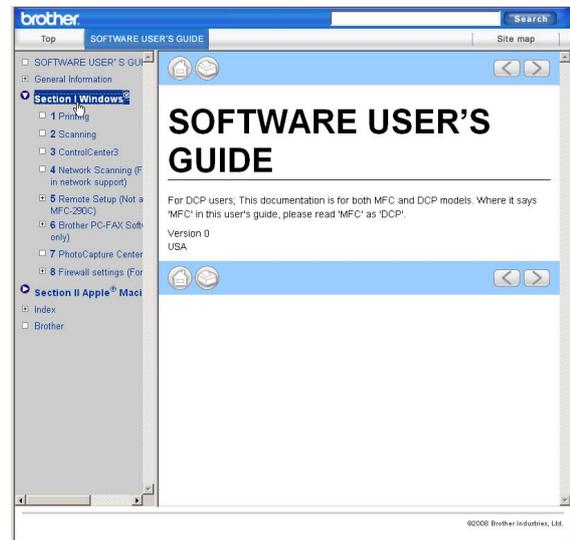 brother.
Search
Top
SOFTWARE USER'S GUIDE
Site map
SOFTWARE USER'S GUI
General Information
Section I Windows®
1 Printing
2 Scanning
3 ControlCenter3
4 Network Scanning (F
in network support)
5 Remote Setup (Not a
MFC-290C)
6 Brother PC-FAX Soft
only)
7 PhotoCapture Center
8 Firewall settings (For
Section II Apple® Maci
Index
Brother
SOFTWARE USER'S
GUIDE
For DCP users; This documentation is for both MFC and DCP models. Where it says
'MFC' in this user's guide, please read 'MFC' as 'DCP'.
Version 0
USA
©2008 Brother Industries, Ltd.